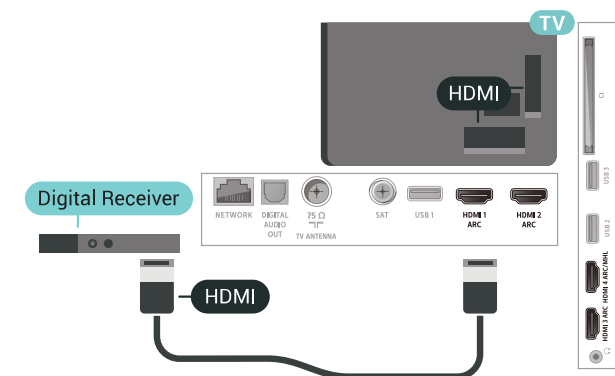 TV
HDMI
Digital Receiver
NETWORK
DIGITAL
AUDIO
OUT
75 Ω
TV ANTENNA
SAT
USB 1
HDMI 1
ARC
HDMI 2
ARC
HDMI
CI
USB 3
USB 2
HDMI 4 ARC/MHL
HDMI 3 ARC